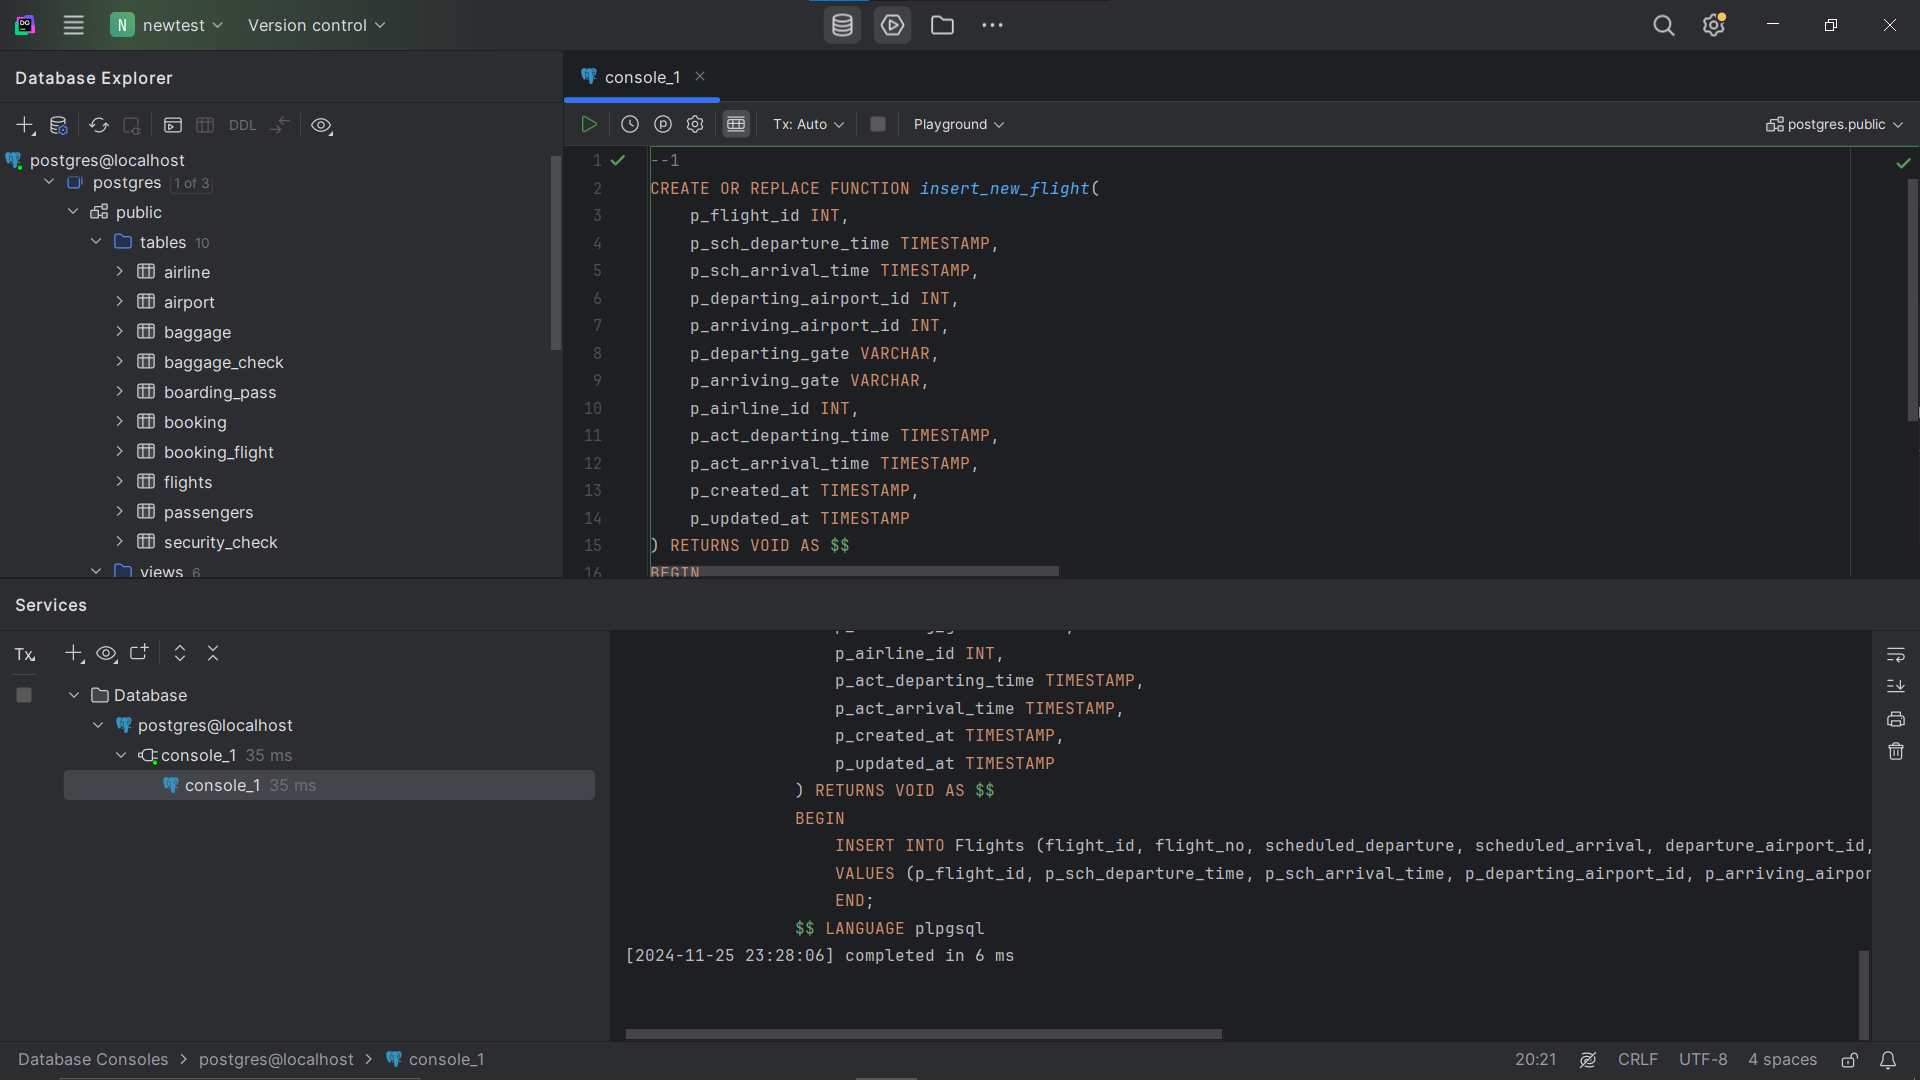 N newtest Version control
Database Explorer
console_1
DDL
Tx: Auto Playground postgres.public
postgres@localhost
postgres 1 of 3
public
tables 10
airline
airport
baggage
baggage_check
boarding_pass
booking
booking_flight
flights
passengers
security_check
views 6
1 --1
2 CREATE OR REPLACE FUNCTION insert_new_flight(
3 p_flight_id INT,
4 p_sch_departure_time TIMESTAMP,
5 p_sch_arrival_time TIMESTAMP,
6 p_departing_airport_id INT,
7 p_arriving_airport_id INT,
8 p_departing_gate VARCHAR,
9 p_arriving_gate VARCHAR,
10 p_airline_id INT,
11 p_act_departing_time TIMESTAMP,
12 p_act_arrival_time TIMESTAMP,
13 p_created_at TIMESTAMP,
14 p_updated_at TIMESTAMP
15 ) RETURNS VOID AS $$
16 BEGIN
Services
Tx
Database
postgres@localhost
console_1 35 ms
console_1 35 ms
p_airline_id INT,
p_act_departing_time TIMESTAMP,
p_act_arrival_time TIMESTAMP,
p_created_at TIMESTAMP,
p_updated_at TIMESTAMP
) RETURNS VOID AS $$
BEGIN
INSERT INTO Flights (flight_id, flight_no, scheduled_departure, scheduled_arrival, departure_airport_id,
VALUES (p_flight_id, p_sch_departure_time, p_sch_arrival_time, p_departing_airport_id, p_arriving_airpor
END;
$$ LANGUAGE plpgsql
[2024-11-25 23:28:06] completed in 6 ms
Database Consoles > postgres@localhost > console_1
20:21 CRLF UTF-8 4 spaces